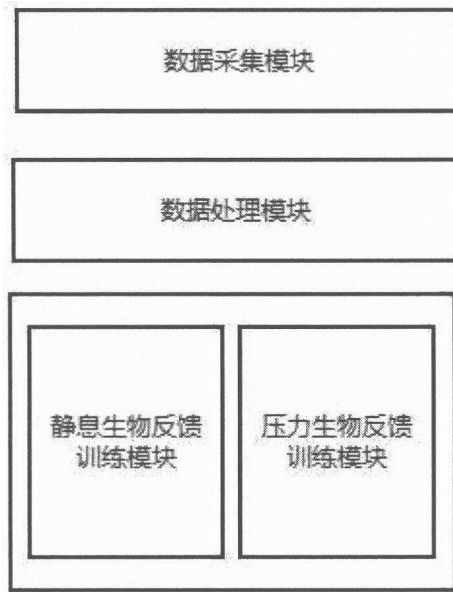 数据采集模块
数据处理模块
静息生物反馈
训练模块
压力生物反馈
训练模块